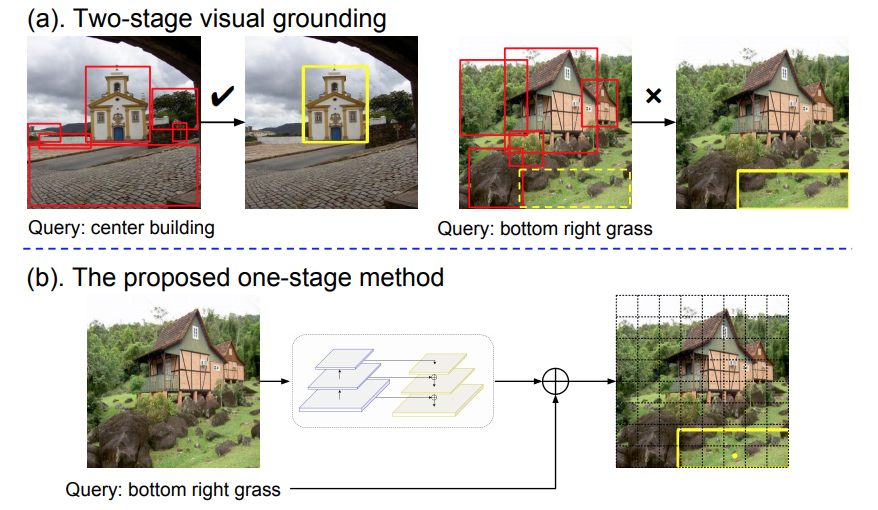 (a). Two-stage visual grounding
Query: center building
Query: bottom right grass
(b). The proposed one-stage method
Query: bottom right grass